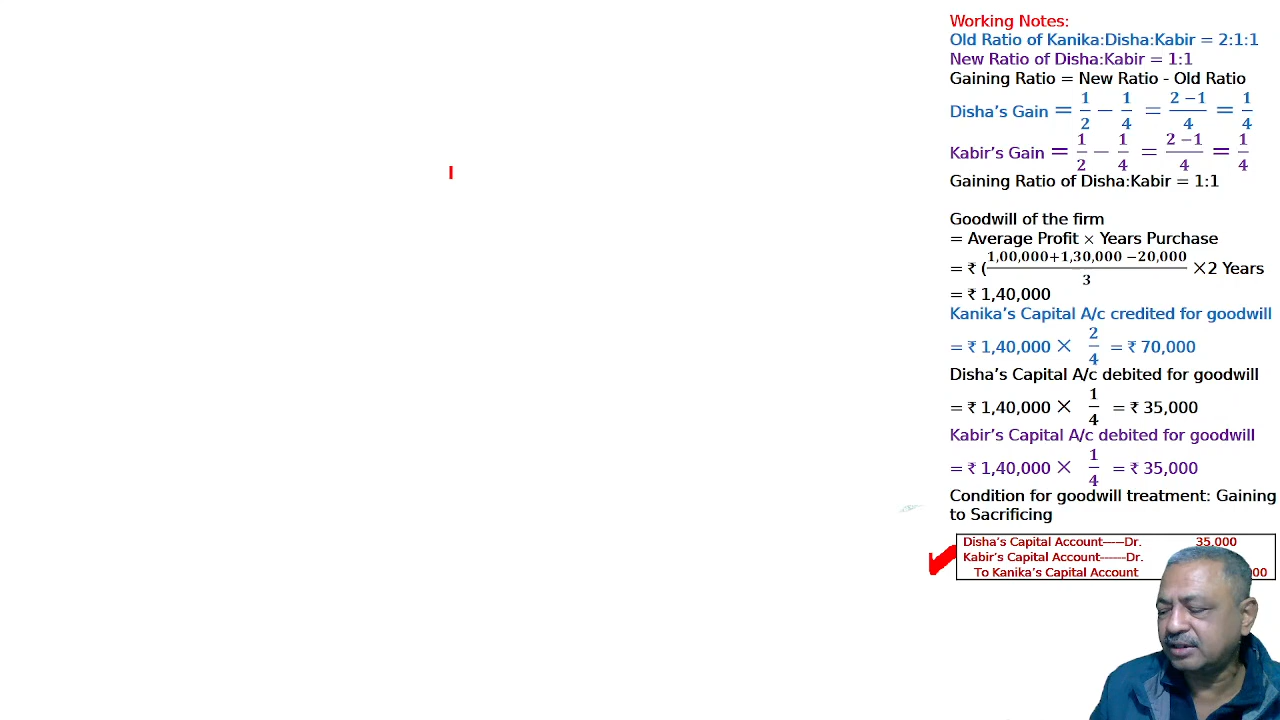 Working Notes:
Old Ratio of Kanika:Disha:Kabir = 2:1:1
New Ratio of Disha:Kabir = 1:1
Gaining Ratio = New Ratio - Old Ratio
Disha’s Gain = 1/2 − 1/4 = 2 −1/4 = 1/4
Kabir’s Gain = 1/2 − 1/4 = 2 −1/4 = 1/4
Gaining Ratio of Disha:Kabir = 1:1
Goodwill of the firm
= Average Profit × Years Purchase
= ₹ (1,00,000+1,30,000 −20,000/3 ×2 Years
= ₹ 1,40,000
Kanika’s Capital A/c credited for goodwill
= ₹ 1,40,000 × 2/4 = ₹ 70,000
Disha’s Capital A/c debited for goodwill
= ₹ 1,40,000 × 1/4 = ₹ 35,000
Kabir’s Capital A/c debited for goodwill
= ₹ 1,40,000 × 1/4 = ₹ 35,000
Condition for goodwill treatment: Gaining
to Sacrificing
Disha’s Capital Account-----Dr. 35,000
Kabir’s Capital Account------Dr.
To Kanika’s Capital Account